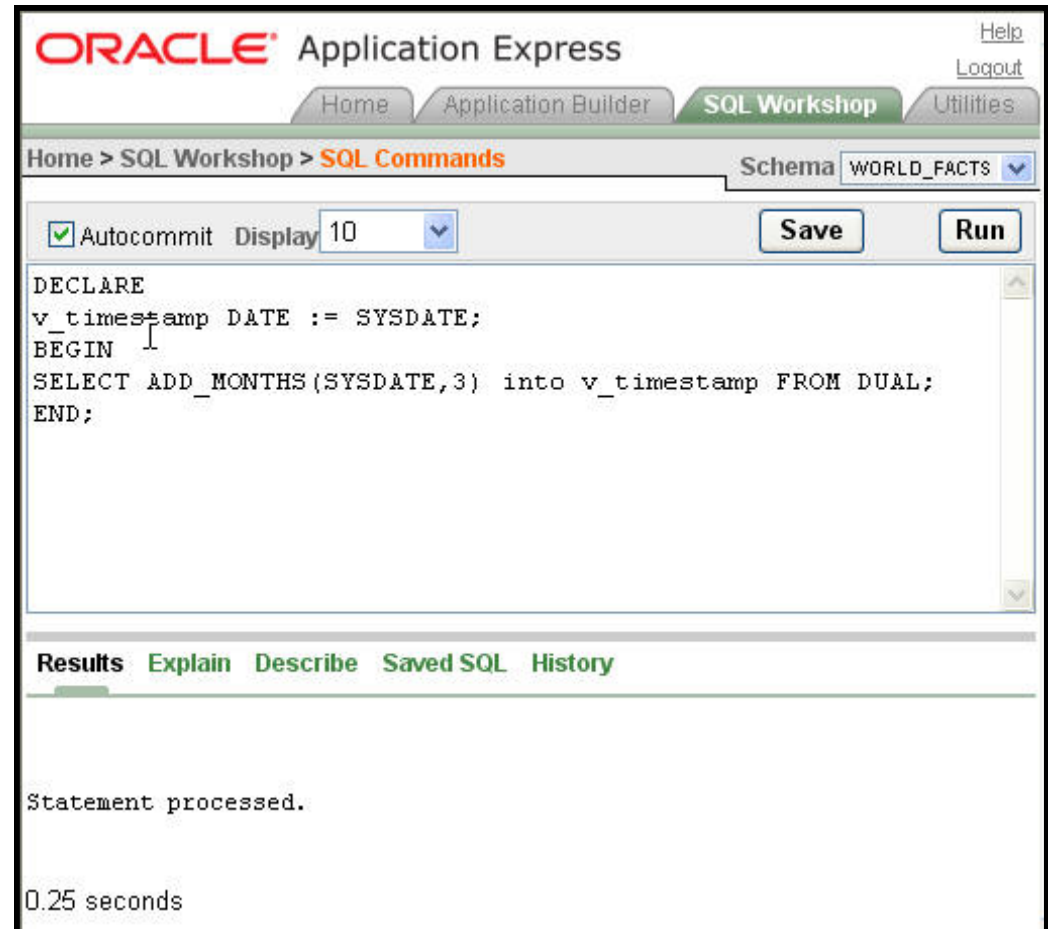 ORACLE Application Express
Help
Logout
Home Application Builder SQL Workshop Utilities
Home > SQL Workshop > SQL Commands
Schema WORLD_FACTS
Autocommit Display 10 Save Run
DECLARE
v_timestamp DATE := SYSDATE;
BEGIN
SELECT ADD_MONTHS(SYSDATE,3) into v_timestamp FROM DUAL;
END;
Results Explain Describe Saved SQL History
Statement processed.
0.25 seconds